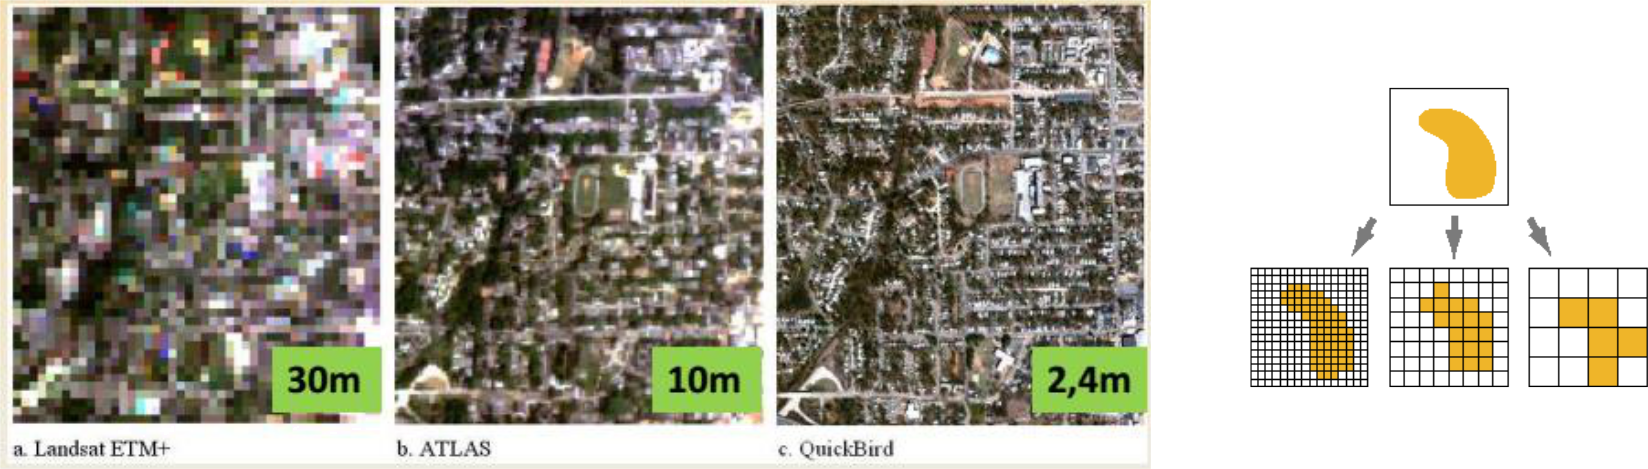 30m
10m
2,4m
a. Landsat ETM+
b. ATLAS
c. QuickBird